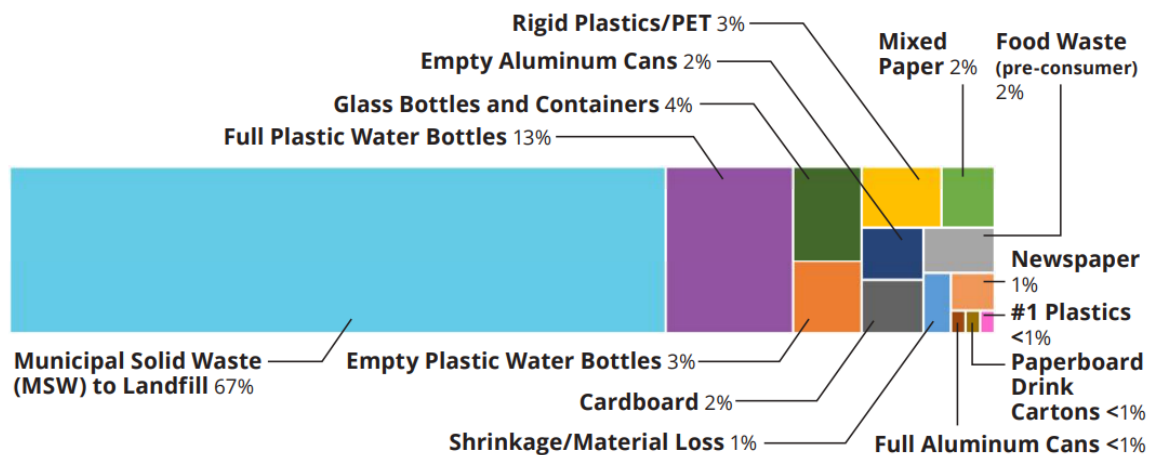 Rigid Plastics/PET 3%
Empty Aluminum Cans 2%
Glass Bottles and Containers 4%
Full Plastic Water Bottles 13%
Mixed
Paper 2%
Food Waste
(pre-consumer)
2%
Newspaper
1%
#1 Plastics
<1%
Paperboard
Drink
Cartons <1%
Full Aluminum Cans <1%
Municipal Solid Waste
(MSW) to Landfill 67%
Empty Plastic Water Bottles 3%
Cardboard 2%
Shrinkage/Material Loss 1%